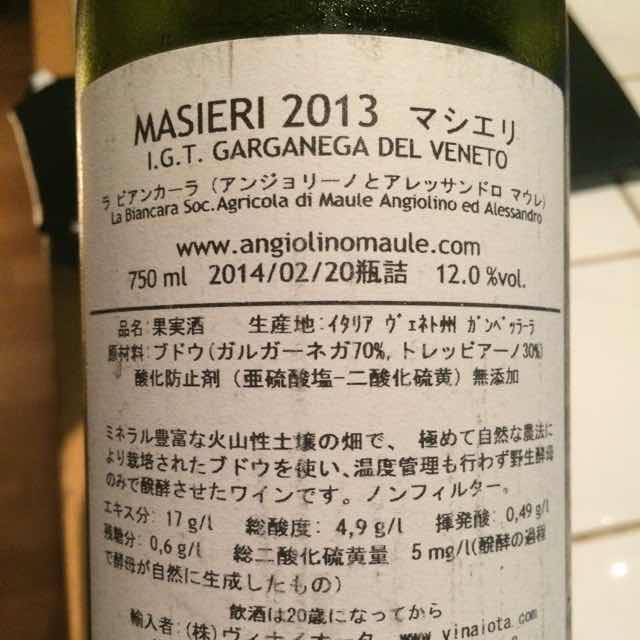 MASIERI 2013 マシエリ
I.G.T. GARGANEGA DEL VENETO
ラ ビアンカーラ (アンジョリーノとアレッサンドロ マウレ)
La Biancara Soc.Agricola di Maule Angiolino ed Alessandro
www.angiolinomaule.com
750 ml 2014/02/20瓶詰 12.0%vol.
品名:果実酒 生産地:イタリア ヴェネト州 ガンベッラーラ
原材料:ブドウ(ガルガーネガ70%, トレッビアーノ30%)
酸化防止剤 (亜硫酸塩-二酸化硫黄) 無添加
ミネラル豊富な火山性土壌の畑で、 極めて自然な農法に
より栽培されたブドウを使い、温度管理も行わず野生酵母
のみで醗酵させたワインです。ノンフィルター。
エキス分: 17 g/l 総酸度: 4,9 g/l 揮発酸: 0,49 g/l
残糖分: 0,6 g/l 総二酸化硫黄量 5 mg/l(醗酵の過程
で酵母が自然に生成したもの)
飲酒は20歳になってから
輸入者:(株)ヴィナイオータ www.vinaiota.com